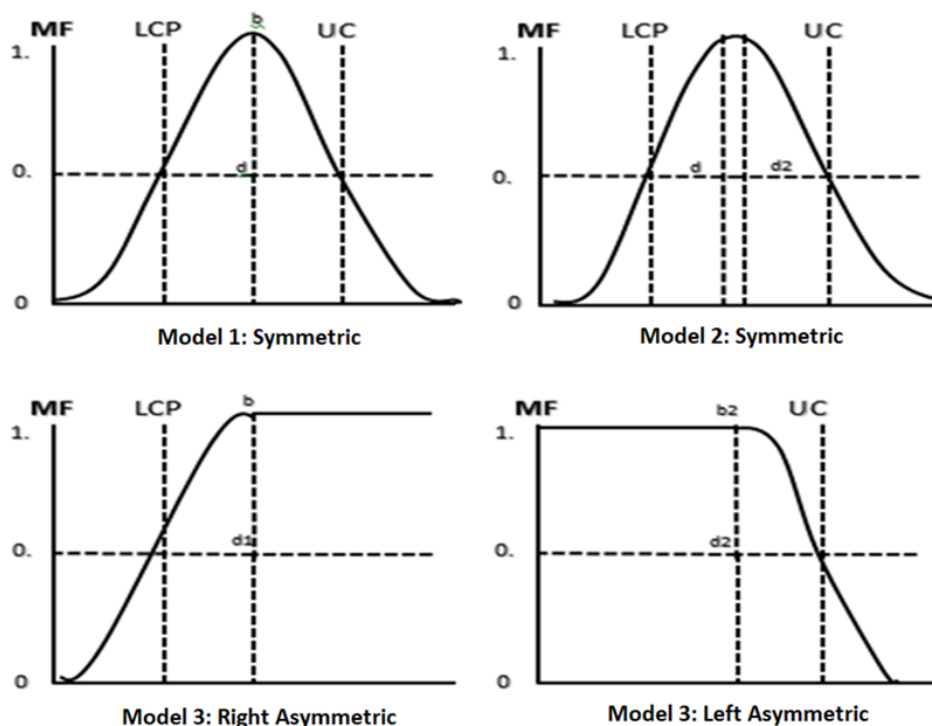 MF LCP b UC
1.
0. d
0
Model 1: Symmetric
MF LCP UC
1.
0. d d2
0
Model 2: Symmetric
MF LCP b
1.
0. d1
0
Model 3: Right Asymmetric
MF b2 UC
1.
0. d2
0
Model 3: Left Asymmetric